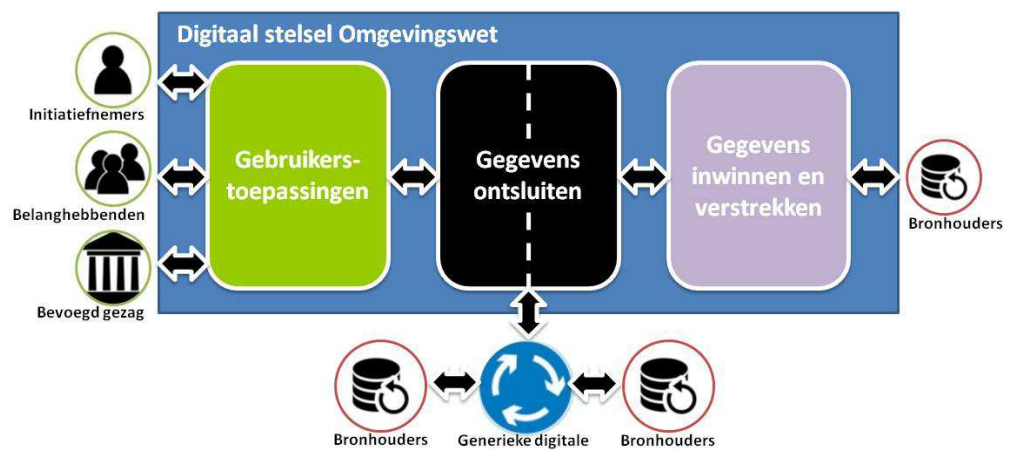 Digitaal stelsel Omgevingswet
Initiatiefnemers
Belanghebbenden
Bevoegd gezag
Gebruikers-
toepassingen
Gegevens
ontsluiten
Gegevens
inwinnen en
verstrekken
Bronhouders
Bronhouders
Generieke digitale
Bronhouders